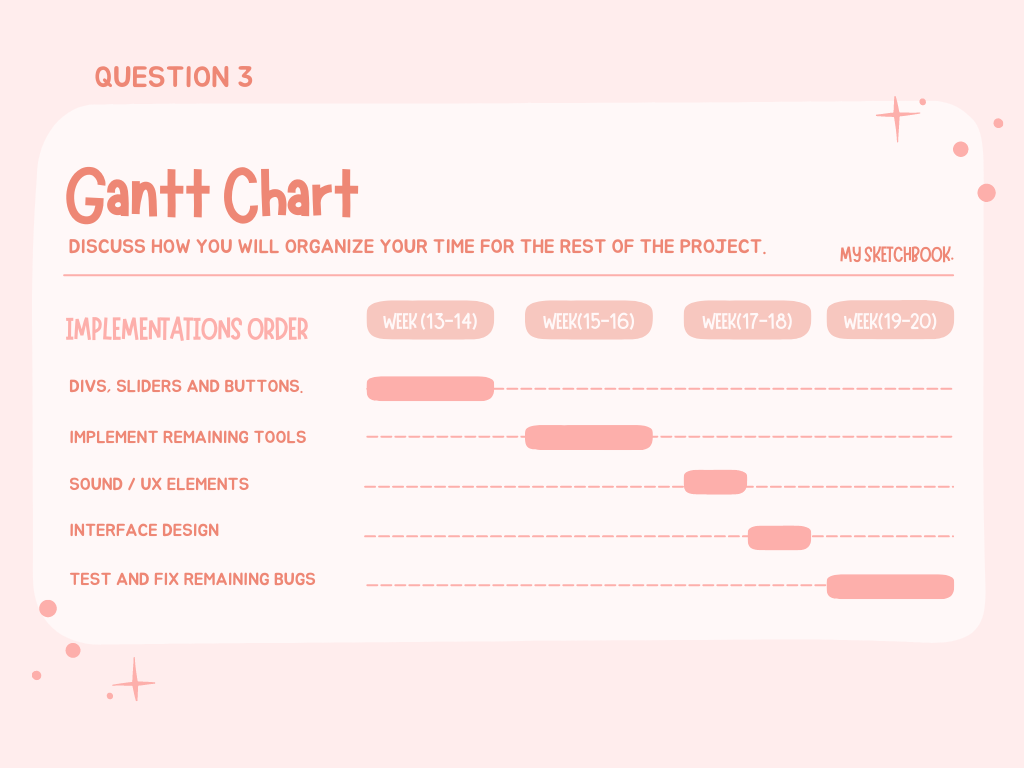 QUESTION 3
Gantt Chart
DISCUSS HOW YOU WILL ORGANIZE YOUR TIME FOR THE REST OF THE PROJECT.
MY SKETCHBOOK.
IMPLEMENTATIONS ORDER
WEEK (13-14)
WEEK(15-16)
WEEK(17-18)
WEEK(19-20)
DIVS, SLIDERS AND BUTTONS.
IMPLEMENT REMAINING TOOLS
SOUND / UX ELEMENTS
INTERFACE DESIGN
TEST AND FIX REMAINING BUGS